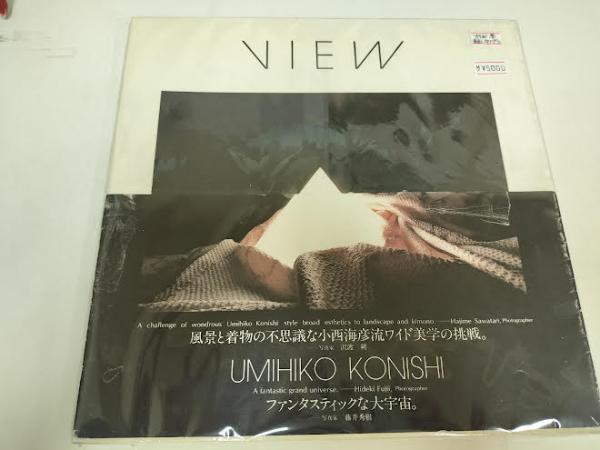 VIEW
¥5000
A challenge of wondrous Umihiko Konishi style broad esthetics to landscape and kimono. ——Hajime Sawatari, Photographer
風景と着物の不思議な小西海彦流ワイド美学の挑戦。
——写真家 沢渡 朔
UMIHIKO KONISHI
A fantastic grand universe. ——Hideki Fujii, Photographer
ファンタスティックな大宇宙。
——写真家 藤井秀樹